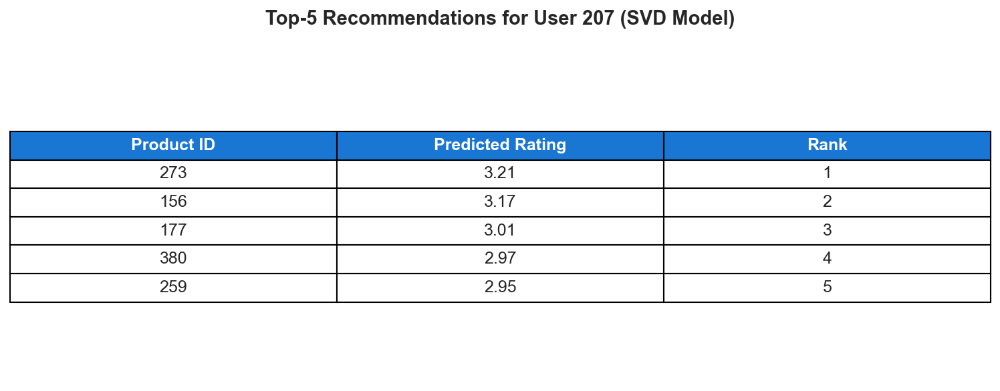 Top-5 Recommendations for User 207 (SVD Model)
Product ID Predicted Rating Rank
273 3.21 1
156 3.17 2
177 3.01 3
380 2.97 4
259 2.95 5